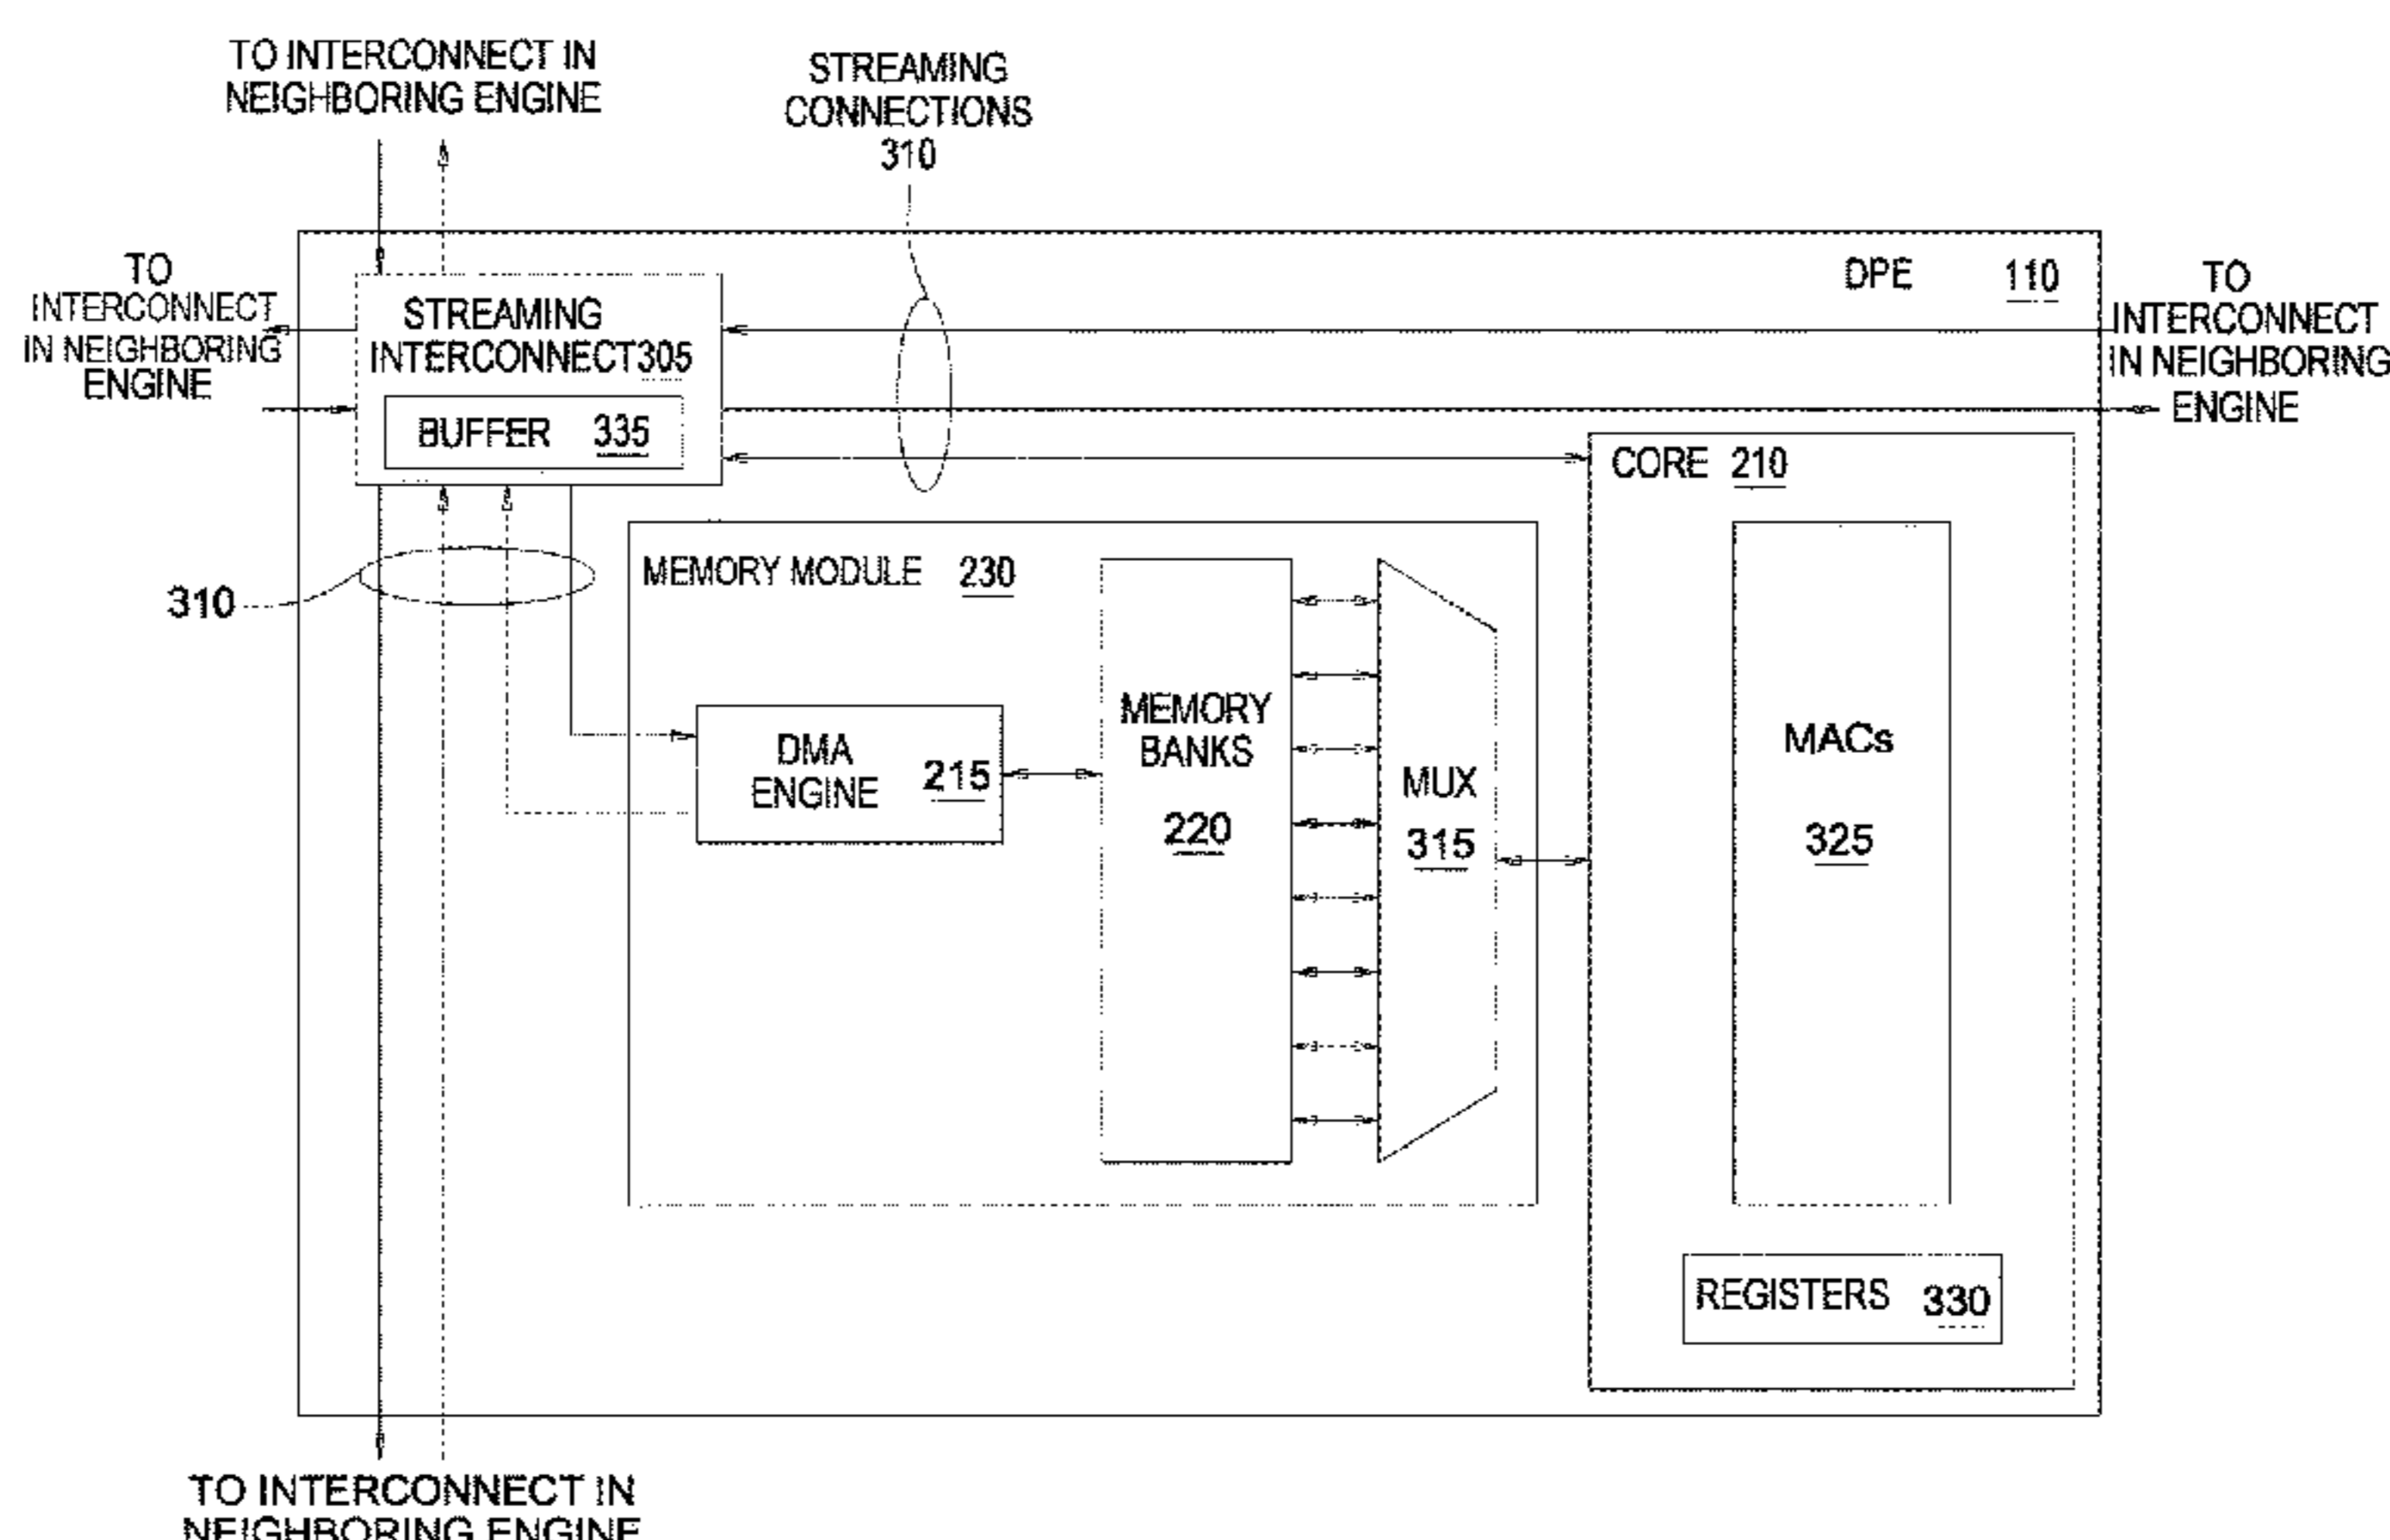 TO INTERCONNECT IN
NEIGHBORING ENGINE
STREAMING
CONNECTIONS
310
TO
INTERCONNECT
IN NEIGHBORING
ENGINE
STREAMING
INTERCONNECT305
BUFFER 335
DPE 110
TO
INTERCONNECT
IN NEIGHBORING
ENGINE
CORE 210
310
MEMORY MODULE 230
DMA
ENGINE 215
MEMORY
BANKS
220
MUX
315
MACs
325
REGISTERS 330
TO INTERCONNECT IN
NEIGHBORING ENGINE